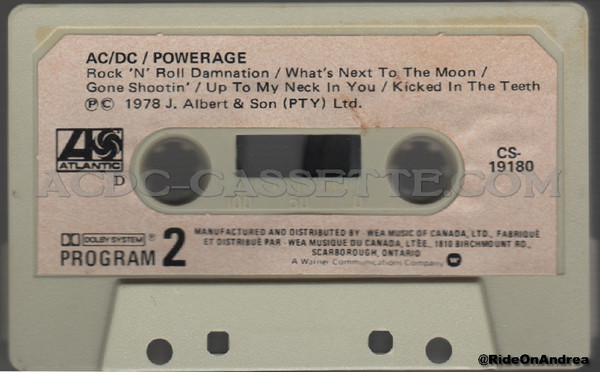 AC/DC / POWERAGE
Rock 'N' Roll Damnation / What's Next To The Moon /
Gone Shootin' / Up To My Neck In You / Kicked In The Teeth
Ⓟ© 1978 J. Albert & Son (PTY) Ltd.
ATLANTIC
D
CS-
19180
ACDC-CASSETTE.COM
100 50 0
DOLBY SYSTEM ®
PROGRAM 2
MANUFACTURED AND DISTRIBUTED BY - WEA MUSIC OF CANADA, LTD., FABRIQUÉ
ET DISTRIBUÉ PAR - WEA MUSIQUE DU CANADA, LTÉE., 1810 BIRCHMOUNT RD.,
SCARBOROUGH, ONTARIO
A Warner Communications Company
@RideOnAndrea